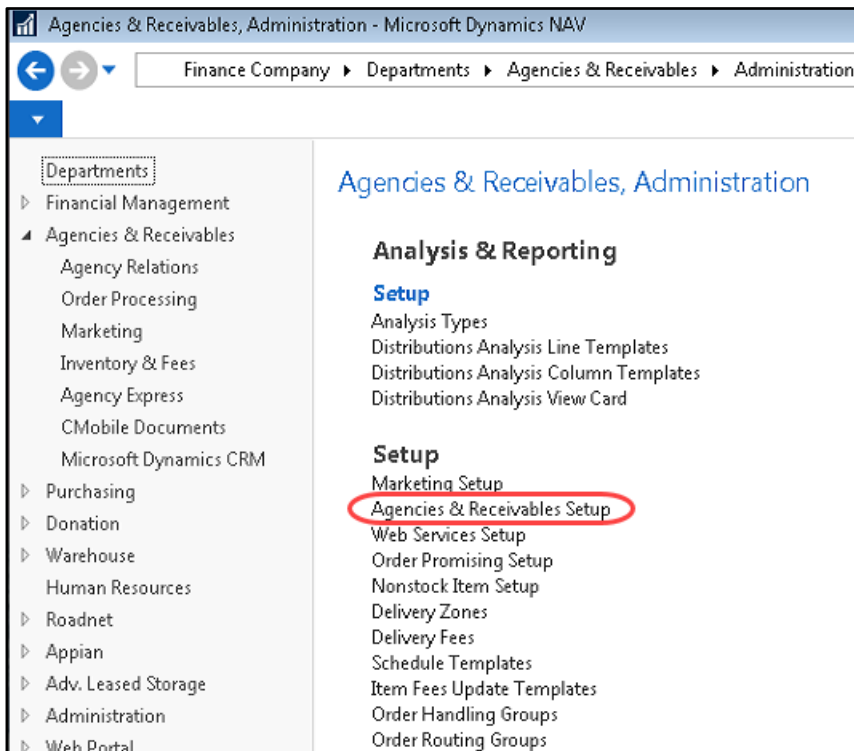 Agencies & Receivables, Administration - Microsoft Dynamics NAV
Finance Company Departments Agencies & Receivables Administration
Departments
Financial Management
Agencies & Receivables
Agency Relations
Order Processing
Marketing
Inventory & Fees
Agency Express
CMobile Documents
Microsoft Dynamics CRM
Purchasing
Donation
Warehouse
Human Resources
Roadnet
Appian
Adv. Leased Storage
Administration
Web Portal
Agencies & Receivables, Administration
Analysis & Reporting
Setup
Analysis Types
Distributions Analysis Line Templates
Distributions Analysis Column Templates
Distributions Analysis View Card
Setup
Marketing Setup
Agencies & Receivables Setup
Web Services Setup
Order Promising Setup
Nonstock Item Setup
Delivery Zones
Delivery Fees
Schedule Templates
Item Fees Update Templates
Order Handling Groups
Order Routing Groups